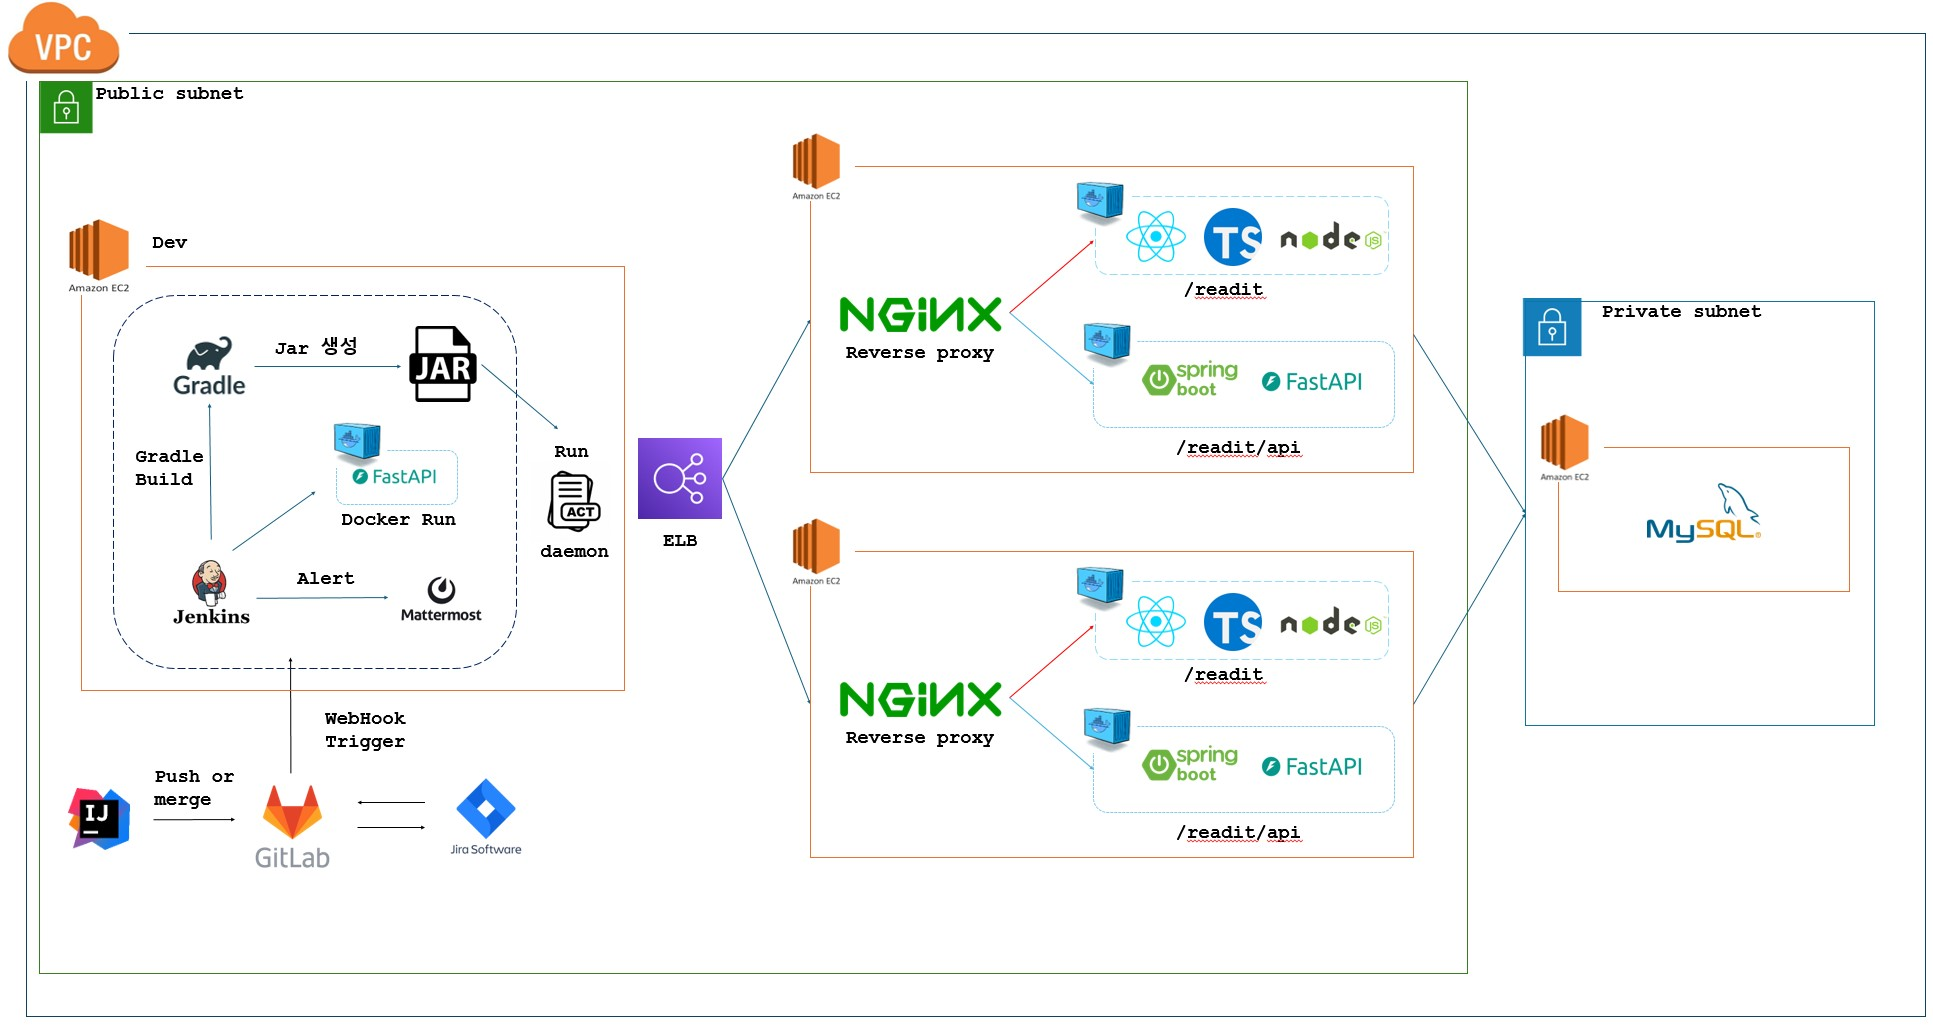 VPC
Public subnet
Amazon EC2
Dev
Gradle
Jar 생성
JAR
Gradle
Build
FastAPI
Docker Run
Run
ACT
daemon
Jenkins
Alert
Mattermost
WebHook
Trigger
IJ
Push or
merge
GitLab
Jira Software
ELB
Amazon EC2
NGINX
Reverse proxy
TS
node
JS
/readit
spring
boot
FastAPI
/readit/api
Amazon EC2
NGINX
Reverse proxy
TS
node
JS
/readit
spring
boot
FastAPI
/readit/api
Private subnet
Amazon EC2
MySQL®